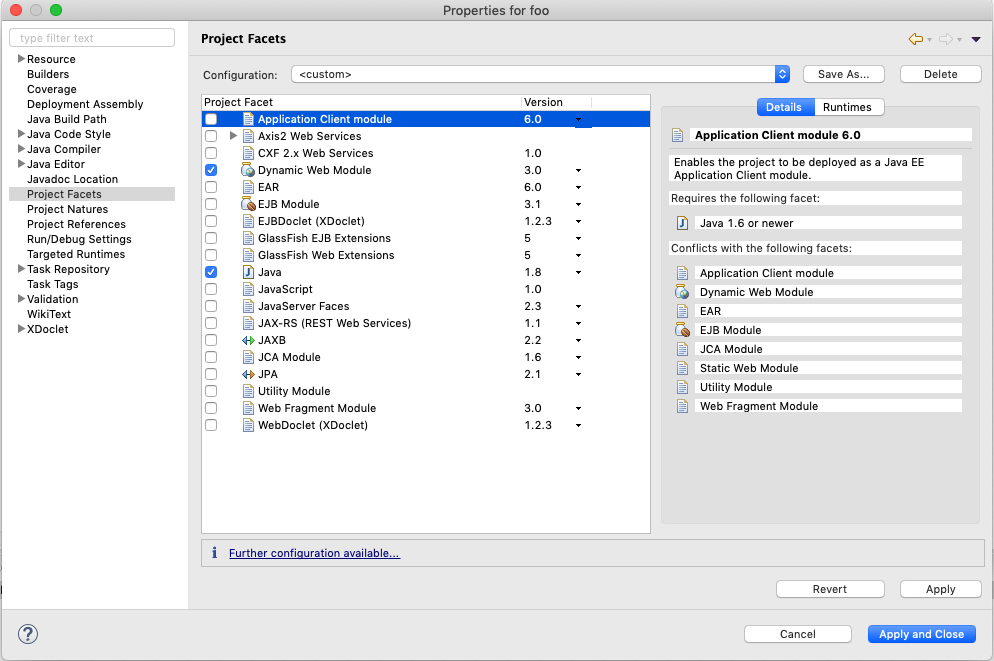 Properties for foo
type filter text
Resource
Builders
Coverage
Deployment Assembly
Java Build Path
Java Code Style
Java Compiler
Java Editor
Javadoc Location
Project Facets
Project Natures
Project References
Run/Debug Settings
Targeted Runtimes
Task Repository
Task Tags
Validation
WikiText
XDoclet
Project Facets
Configuration: <custom> Save As... Delete
Project Facet Version
Application Client module 6.0
Axis2 Web Services
CXF 2.x Web Services 1.0
Dynamic Web Module 3.0
EAR 6.0
EJB Module 3.1
EJBDoclet (XDoclet) 1.2.3
GlassFish EJB Extensions 5
GlassFish Web Extensions 5
Java 1.8
JavaScript 1.0
JavaServer Faces 2.3
JAX-RS (REST Web Services) 1.1
JAXB 2.2
JCA Module 1.6
JPA 2.1
Utility Module
Web Fragment Module 3.0
WebDoclet (XDoclet) 1.2.3
Details Runtimes
Application Client module 6.0
Enables the project to be deployed as a Java EE
Application Client module.
Requires the following facet:
Java 1.6 or newer
Conflicts with the following facets:
Application Client module
Dynamic Web Module
EAR
EJB Module
JCA Module
Static Web Module
Utility Module
Web Fragment Module
Further configuration available...
Revert Apply
? Cancel Apply and Close